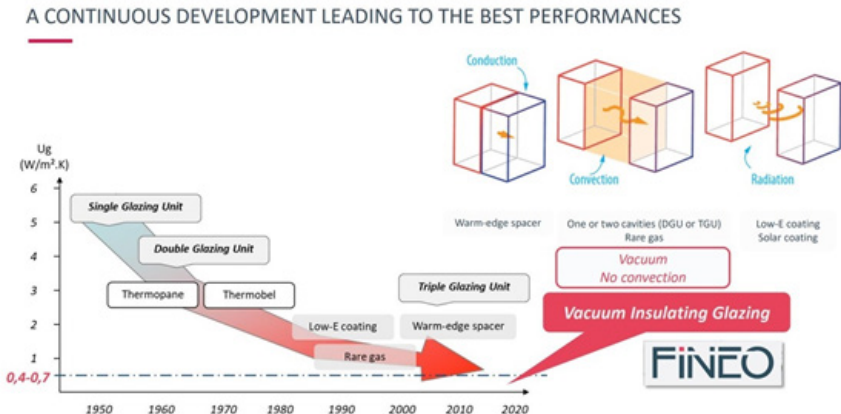 A CONTINUOUS DEVELOPMENT LEADING TO THE BEST PERFORMANCES
Conduction
Convection
Radiation
Warm-edge spacer
One or two cavities (DGU or TGU)
Rare gas
Low-E coating
Solar coating
Vacuum
No convection
Vacuum Insulating Glazing
FINEO
Ug
(W/m².K)
6
5
4
3
2
1
0,4-0,7
Single Glazing Unit
Double Glazing Unit
Thermopane
Thermobel
Triple Glazing Unit
Low-E coating
Warm-edge spacer
Rare gas
1950
1960
1970
1980
1990
2000
2010
2020